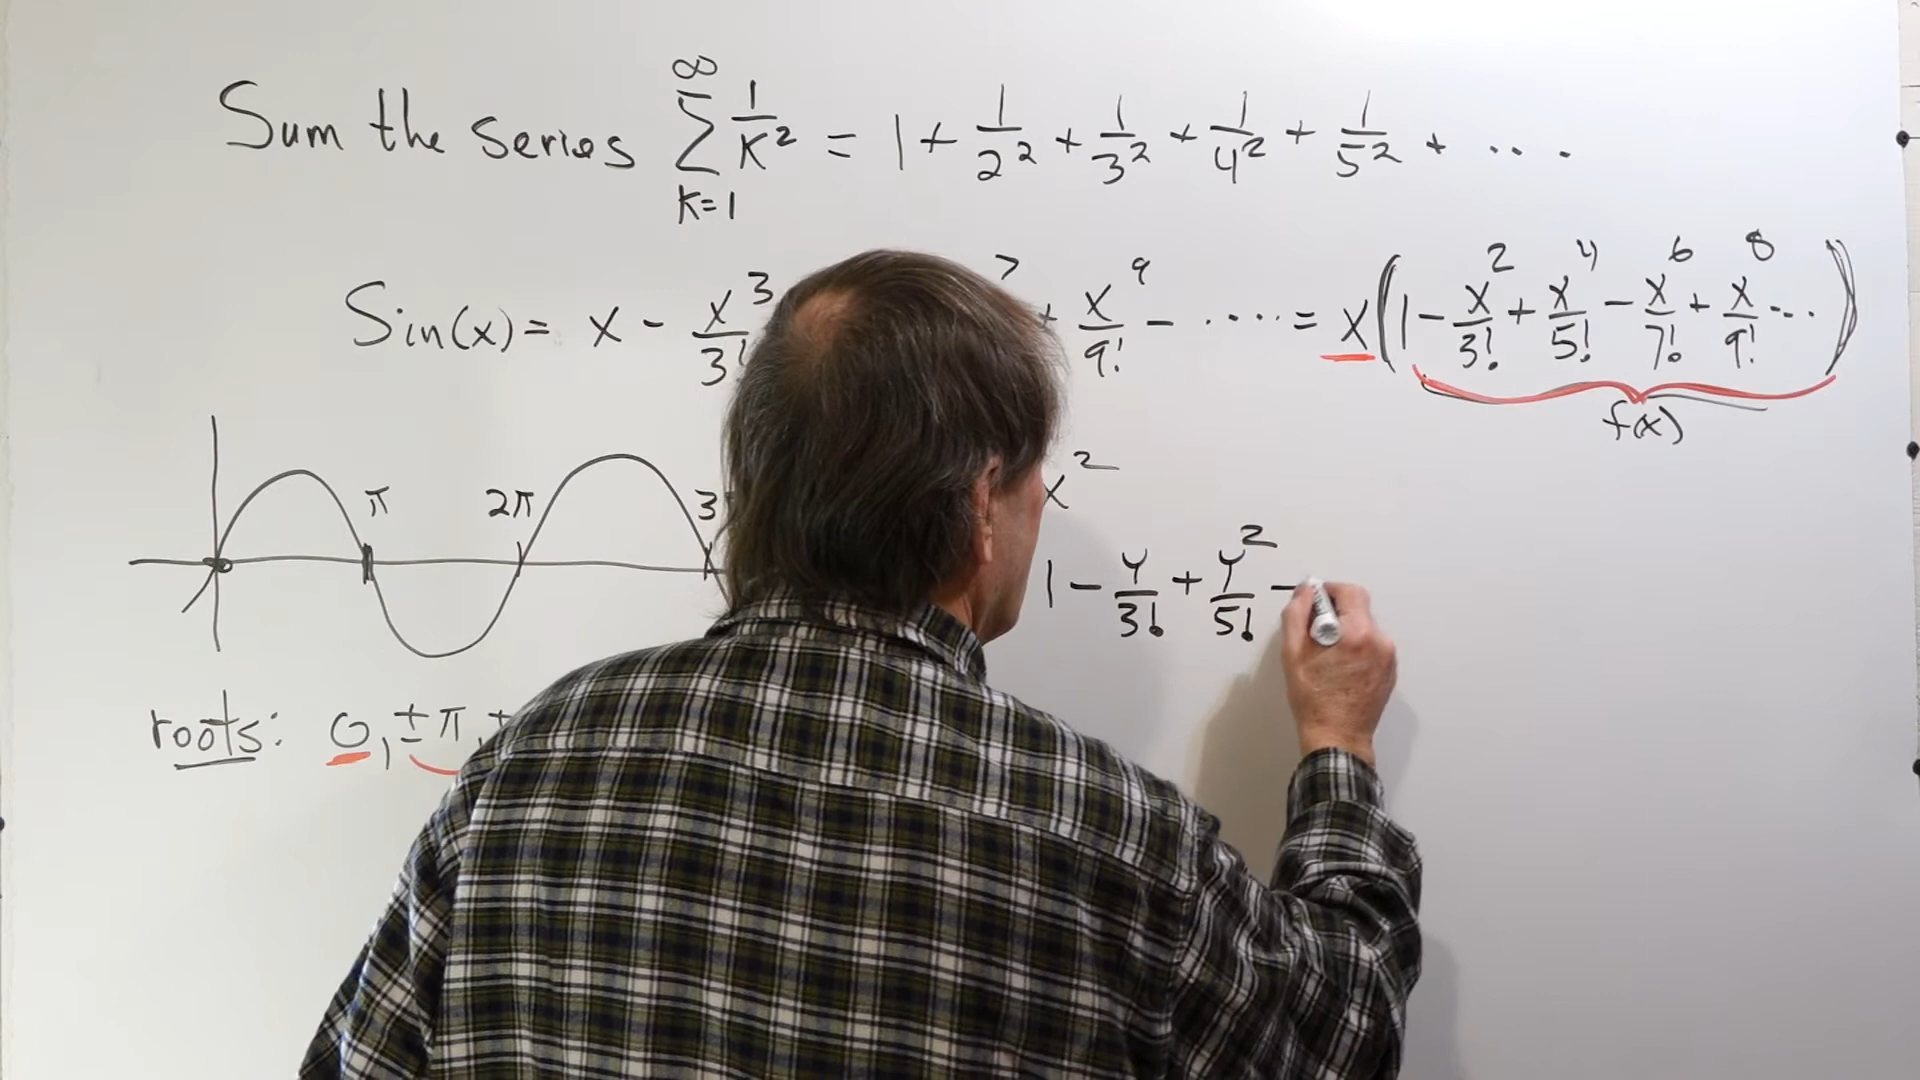 Sum the series ∞ ∑ K=1 1/K² = 1 + 1/2² + 1/3² + 1/4² + 1/5² + ...
Sin(x) = x - x³/3! 7 + x⁹/9! - ..... = x(1 - x²/3! + x⁴/5! - x⁶/7! + x⁸/9! ...)
f(x)
x²
π 2π 3
1 - y/3! + y²/5! -
roots: 0, ±π,